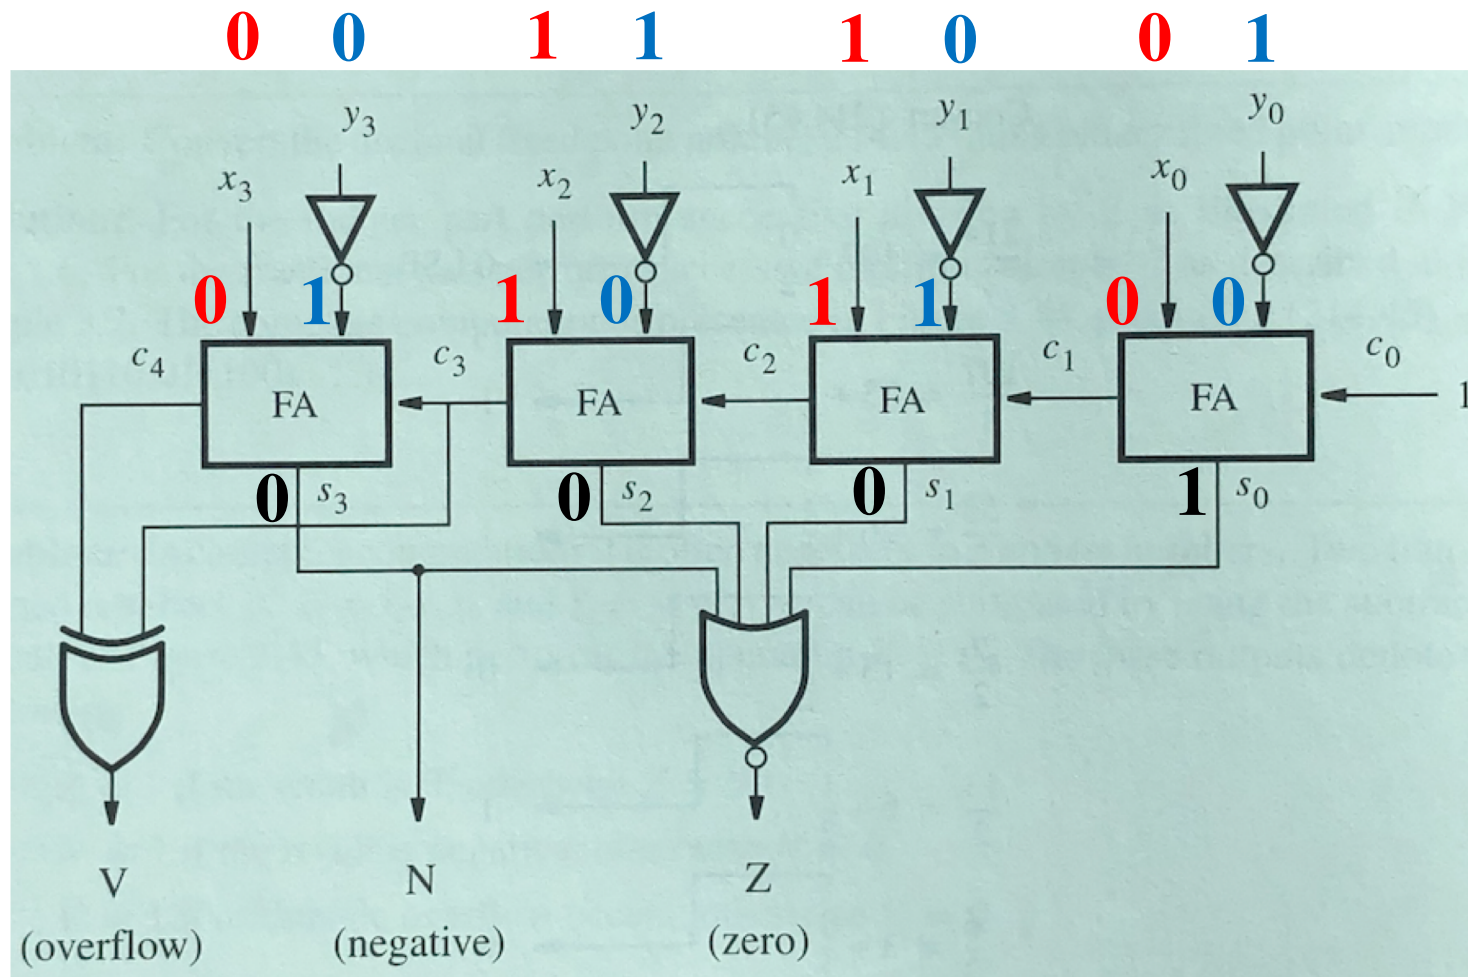 0 0 1 1 1 0 0 1
y3 y2 y1 y0
x3 x2 x1 x0
0 1 1 0 1 1 0 0
c4 c3 c2 c1 c0
FA FA FA FA 1
0 s3 0 s2 0 s1 1 s0
V N Z
(overflow) (negative) (zero)